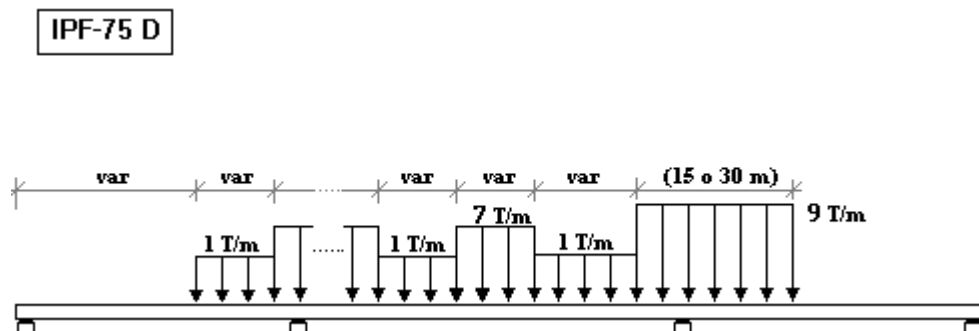 IPF-75 D
var var ...... var var var (15 o 30 m)
7 T/m 9 T/m
1 T/m ...... 1 T/m 1 T/m